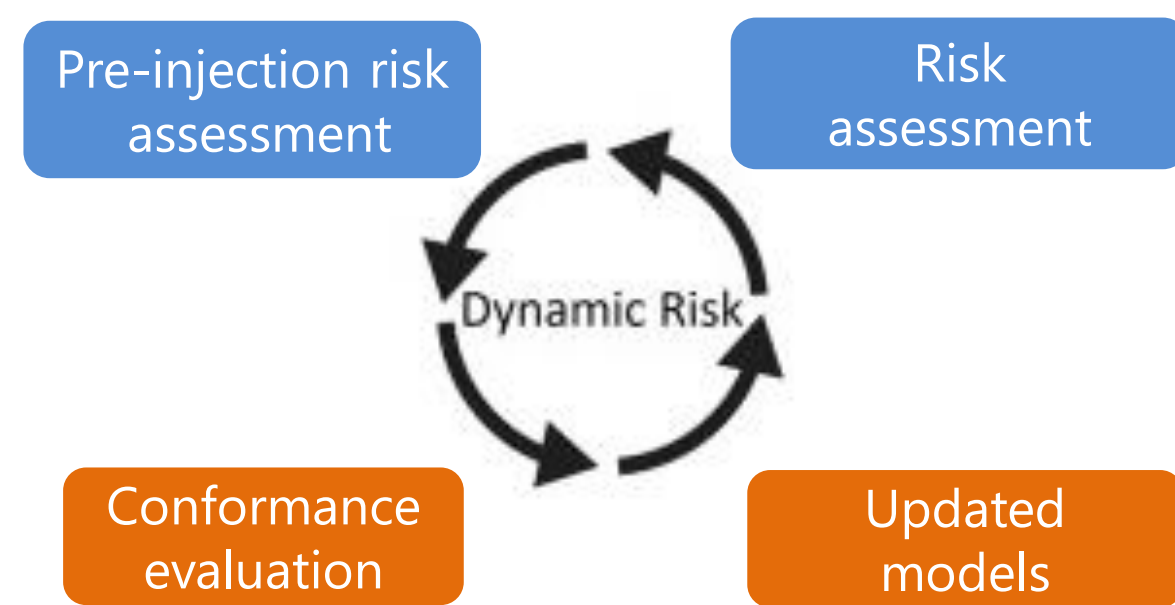 Pre-injection risk
assessment
Risk
assessment
Dynamic Risk
Conformance
evaluation
Updated
models